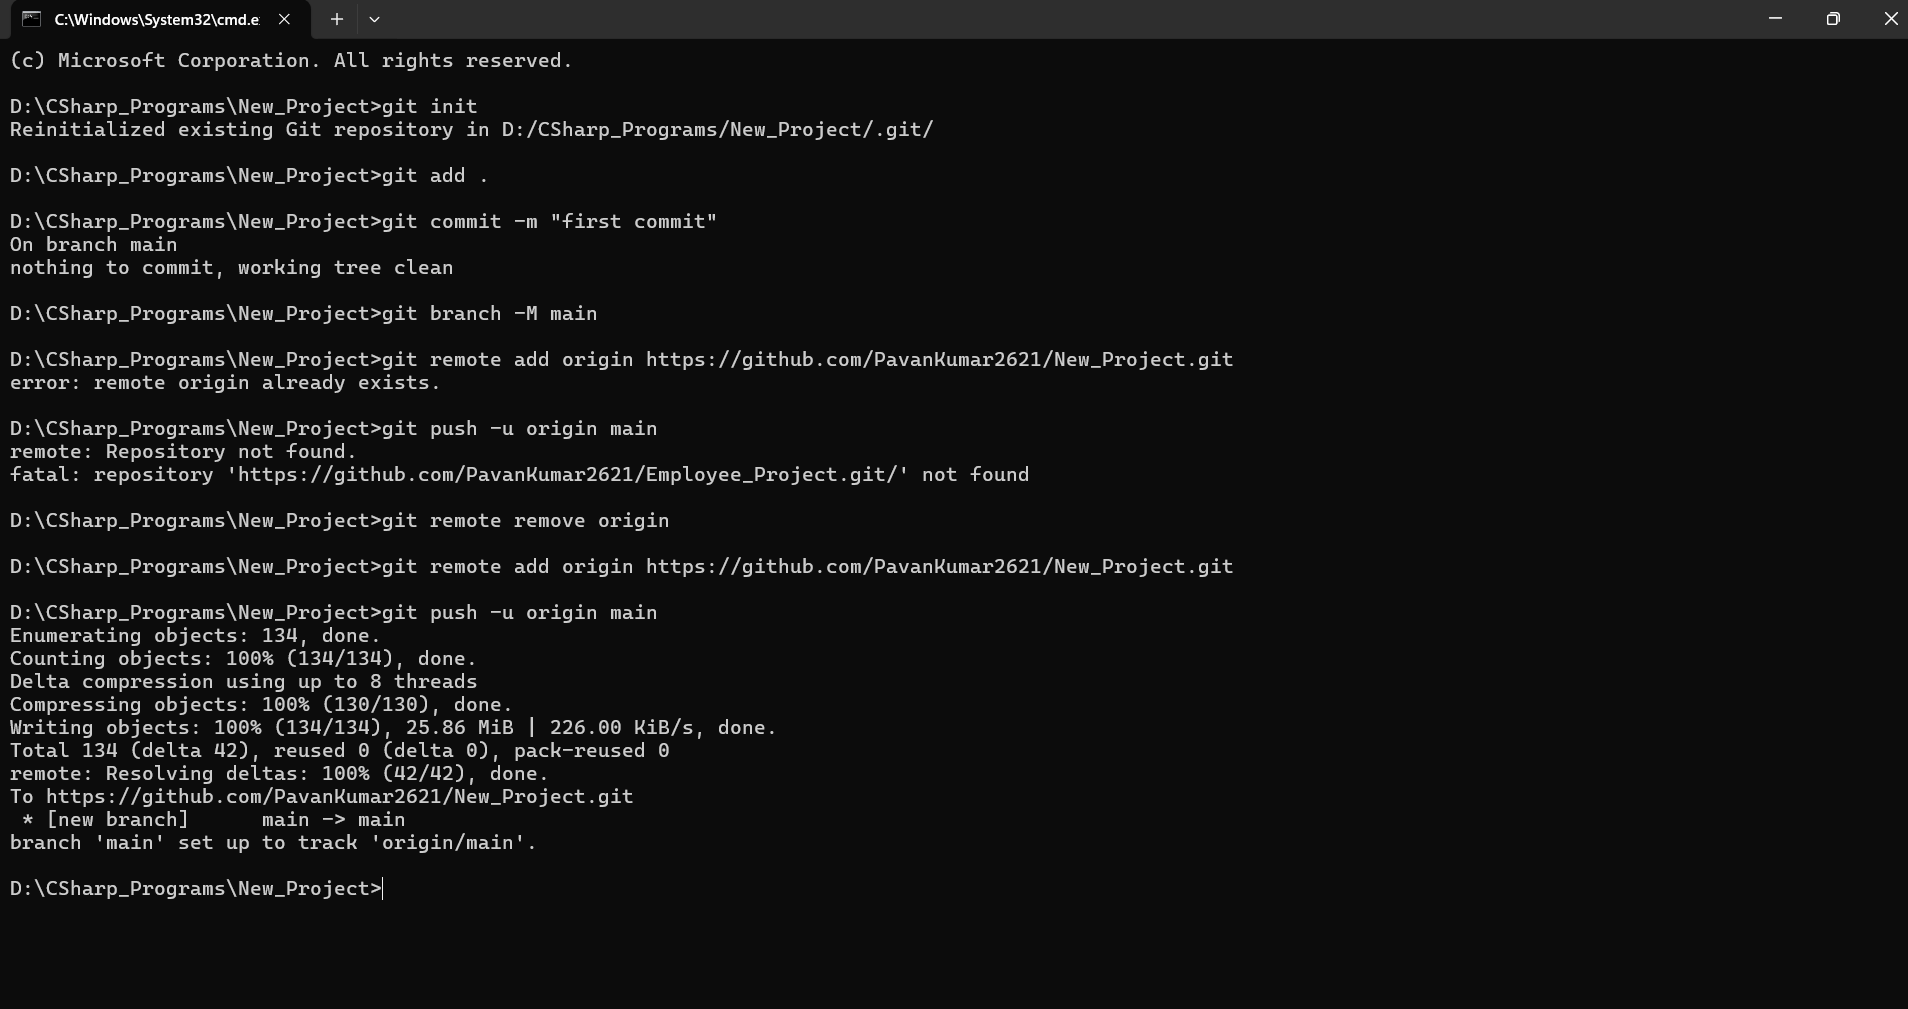 C:\Windows\System32\cmd.e
(c) Microsoft Corporation. All rights reserved.
D:\CSharp_Programs\New_Project>git init
Reinitialized existing Git repository in D:/CSharp_Programs/New_Project/.git/
D:\CSharp_Programs\New_Project>git add .
D:\CSharp_Programs\New_Project>git commit -m "first commit"
On branch main
nothing to commit, working tree clean
D:\CSharp_Programs\New_Project>git branch -M main
D:\CSharp_Programs\New_Project>git remote add origin https://github.com/PavanKumar2621/New_Project.git
error: remote origin already exists.
D:\CSharp_Programs\New_Project>git push -u origin main
remote: Repository not found.
fatal: repository 'https://github.com/PavanKumar2621/Employee_Project.git/' not found
D:\CSharp_Programs\New_Project>git remote remove origin
D:\CSharp_Programs\New_Project>git remote add origin https://github.com/PavanKumar2621/New_Project.git
D:\CSharp_Programs\New_Project>git push -u origin main
Enumerating objects: 134, done.
Counting objects: 100% (134/134), done.
Delta compression using up to 8 threads
Compressing objects: 100% (130/130), done.
Writing objects: 100% (134/134), 25.86 MiB | 226.00 KiB/s, done.
Total 134 (delta 42), reused 0 (delta 0), pack-reused 0
remote: Resolving deltas: 100% (42/42), done.
To https://github.com/PavanKumar2621/New_Project.git
 * [new branch]      main -> main
branch 'main' set up to track 'origin/main'.
D:\CSharp_Programs\New_Project>